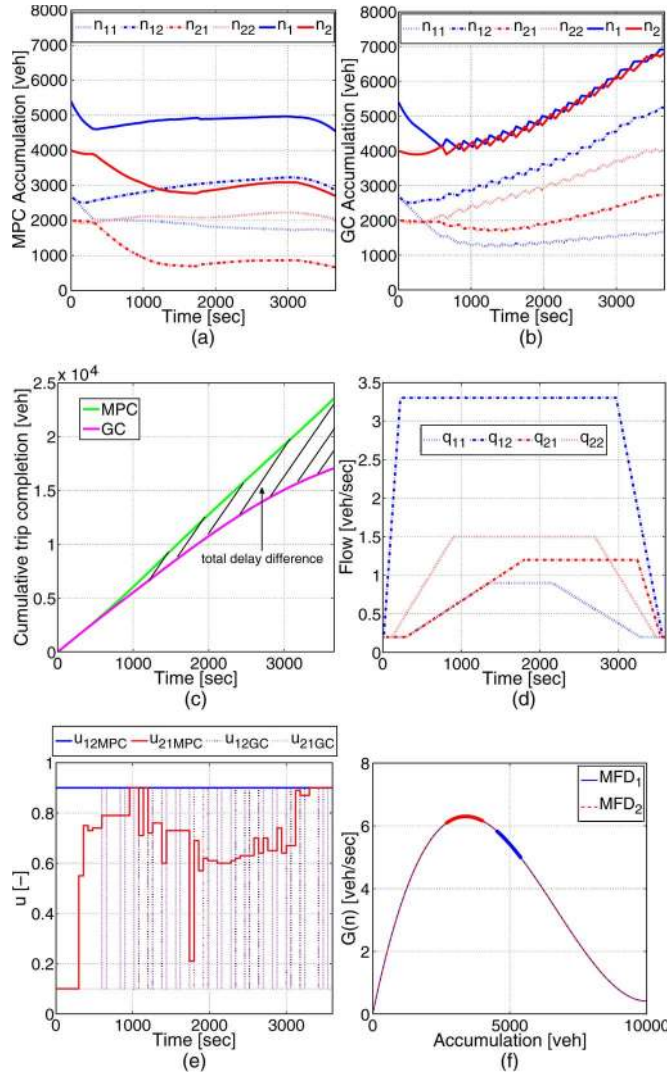 n11 n12 n21 n22 n1 n2
MPC Accumulation [veh]
8000
7000
6000
5000
4000
3000
2000
1000
0
0 1000 2000 3000
Time [sec]
(a)
n11 n12 n21 n22 n1 n2
GC Accumulation [veh]
8000
7000
6000
5000
4000
3000
2000
1000
0
0 1000 2000 3000
Time [sec]
(b)
x 10^4
Cumulative trip completion [veh]
2.5
2
1.5
1
0.5
0
MPC
GC
total delay difference
0 1000 2000 3000
Time [sec]
(c)
Flow [veh/sec]
3.5
3
2.5
2
1.5
1
0.5
0
q11 q12 q21 q22
0 1000 2000 3000
Time [sec]
(d)
u12MPC u21MPC u12GC u21GC
u [–]
1
0.8
0.6
0.4
0.2
0
0 1000 2000 3000
Time [sec]
(e)
G(n) [veh/sec]
8
6
4
2
0
MFD1
MFD2
0 5000 10000
Accumulation [veh]
(f)